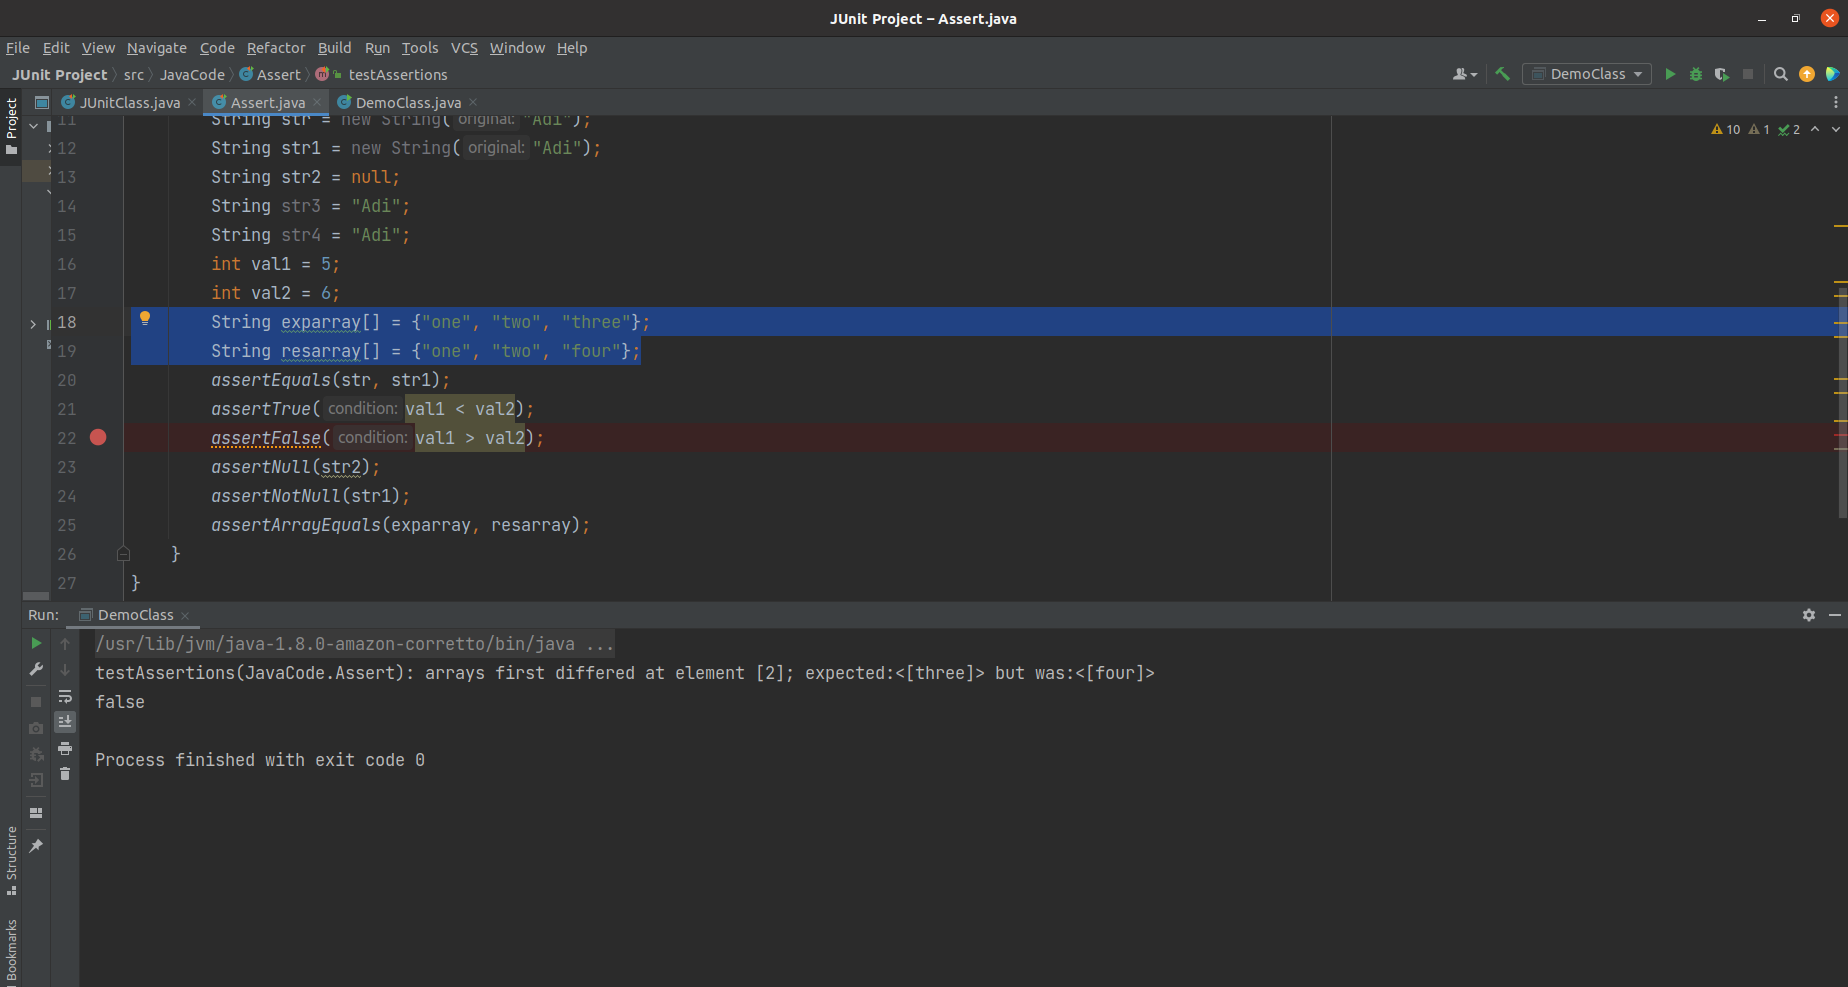 JUnit Project – Assert.java
File Edit View Navigate Code Refactor Build Run Tools VCS Window Help
JUnit Project src JavaCode Assert testAssertions
DemoClass
Project
JUnitClass.java Assert.java DemoClass.java
11 String str = new String( original: "Adi");
10 1 2
12 String str1 = new String( original: "Adi");
13 String str2 = null;
14 String str3 = "Adi";
15 String str4 = "Adi";
16 int val1 = 5;
17 int val2 = 6;
18 String exparray[] = {"one", "two", "three"};
19 String resarray[] = {"one", "two", "four"};
20 assertEquals(str, str1);
21 assertTrue( condition: val1 < val2);
22 assertFalse( condition: val1 > val2);
23 assertNull(str2);
24 assertNotNull(str1);
25 assertArrayEquals(exparray, resarray);
26 }
27 }
Run: DemoClass
/usr/lib/jvm/java-1.8.0-amazon-corretto/bin/java ...
testAssertions(JavaCode.Assert): arrays first differed at element [2]; expected:<[three]> but was:<[four]>
false
Process finished with exit code 0
Structure
Bookmarks